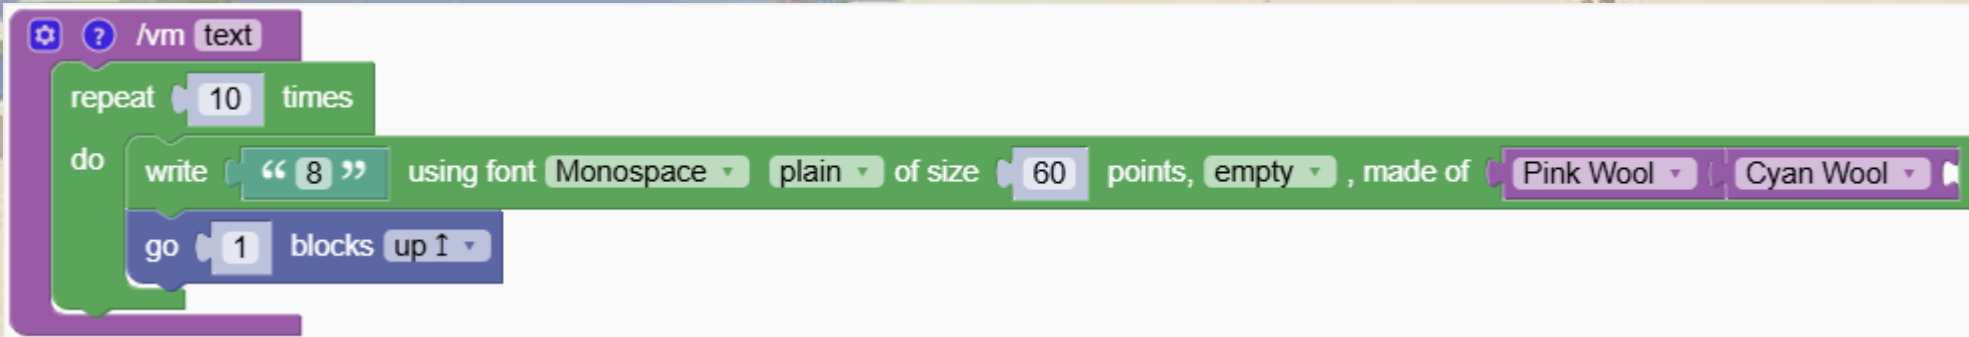 ? /vm text
repeat 10 times
do write “ 8 ” using font Monospace plain of size 60 points, empty , made of Pink Wool Cyan Wool
go 1 blocks up ↥